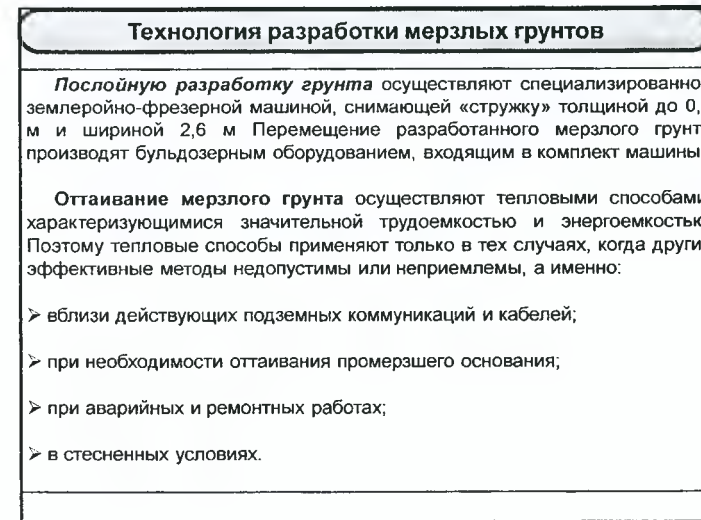 Технология разработки мерзлых грунтов
Послойную разработку грунта осуществляют специализированно
землеройно-фрезерной машиной, снимающей «стружку» толщиной до 0,
м и шириной 2,6 м Перемещение разработанного мерзлого грунт
производят бульдозерным оборудованием, входящим в комплект машины
Оттаивание мерзлого грунта осуществляют тепловыми способами
характеризующимися значительной трудоемкостью и энергоемкостью
Поэтому тепловые способы применяют только в тех случаях, когда други
эффективные методы недопустимы или неприемлемы, а именно:
➢ вблизи действующих подземных коммуникаций и кабелей;
➢ при необходимости оттаивания промерзшего основания;
➢ при аварийных и ремонтных работах;
➢ в стесненных условиях.